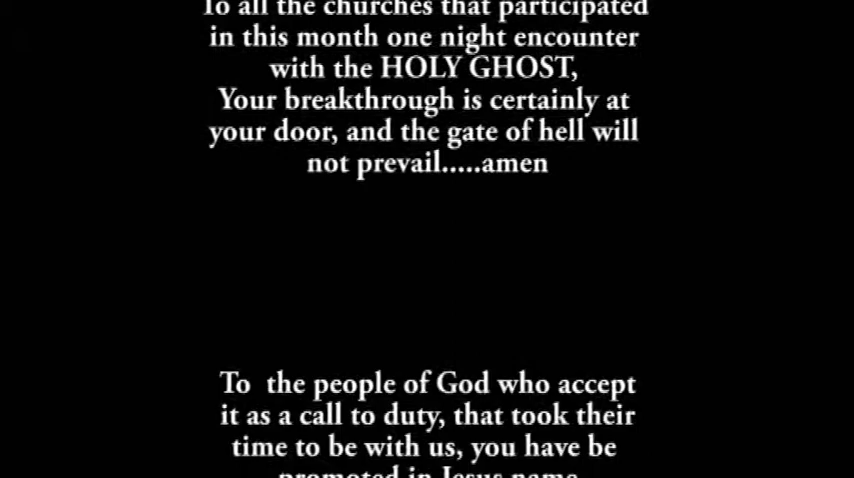 To all the churches that participated
in this month one night encounter
with the HOLY GHOST,
Your breakthrough is certainly at
your door, and the gate of hell will
not prevail.....amen
To the people of God who accept
it as a call to duty, that took their
time to be with us, you have be
promoted in Jesus name